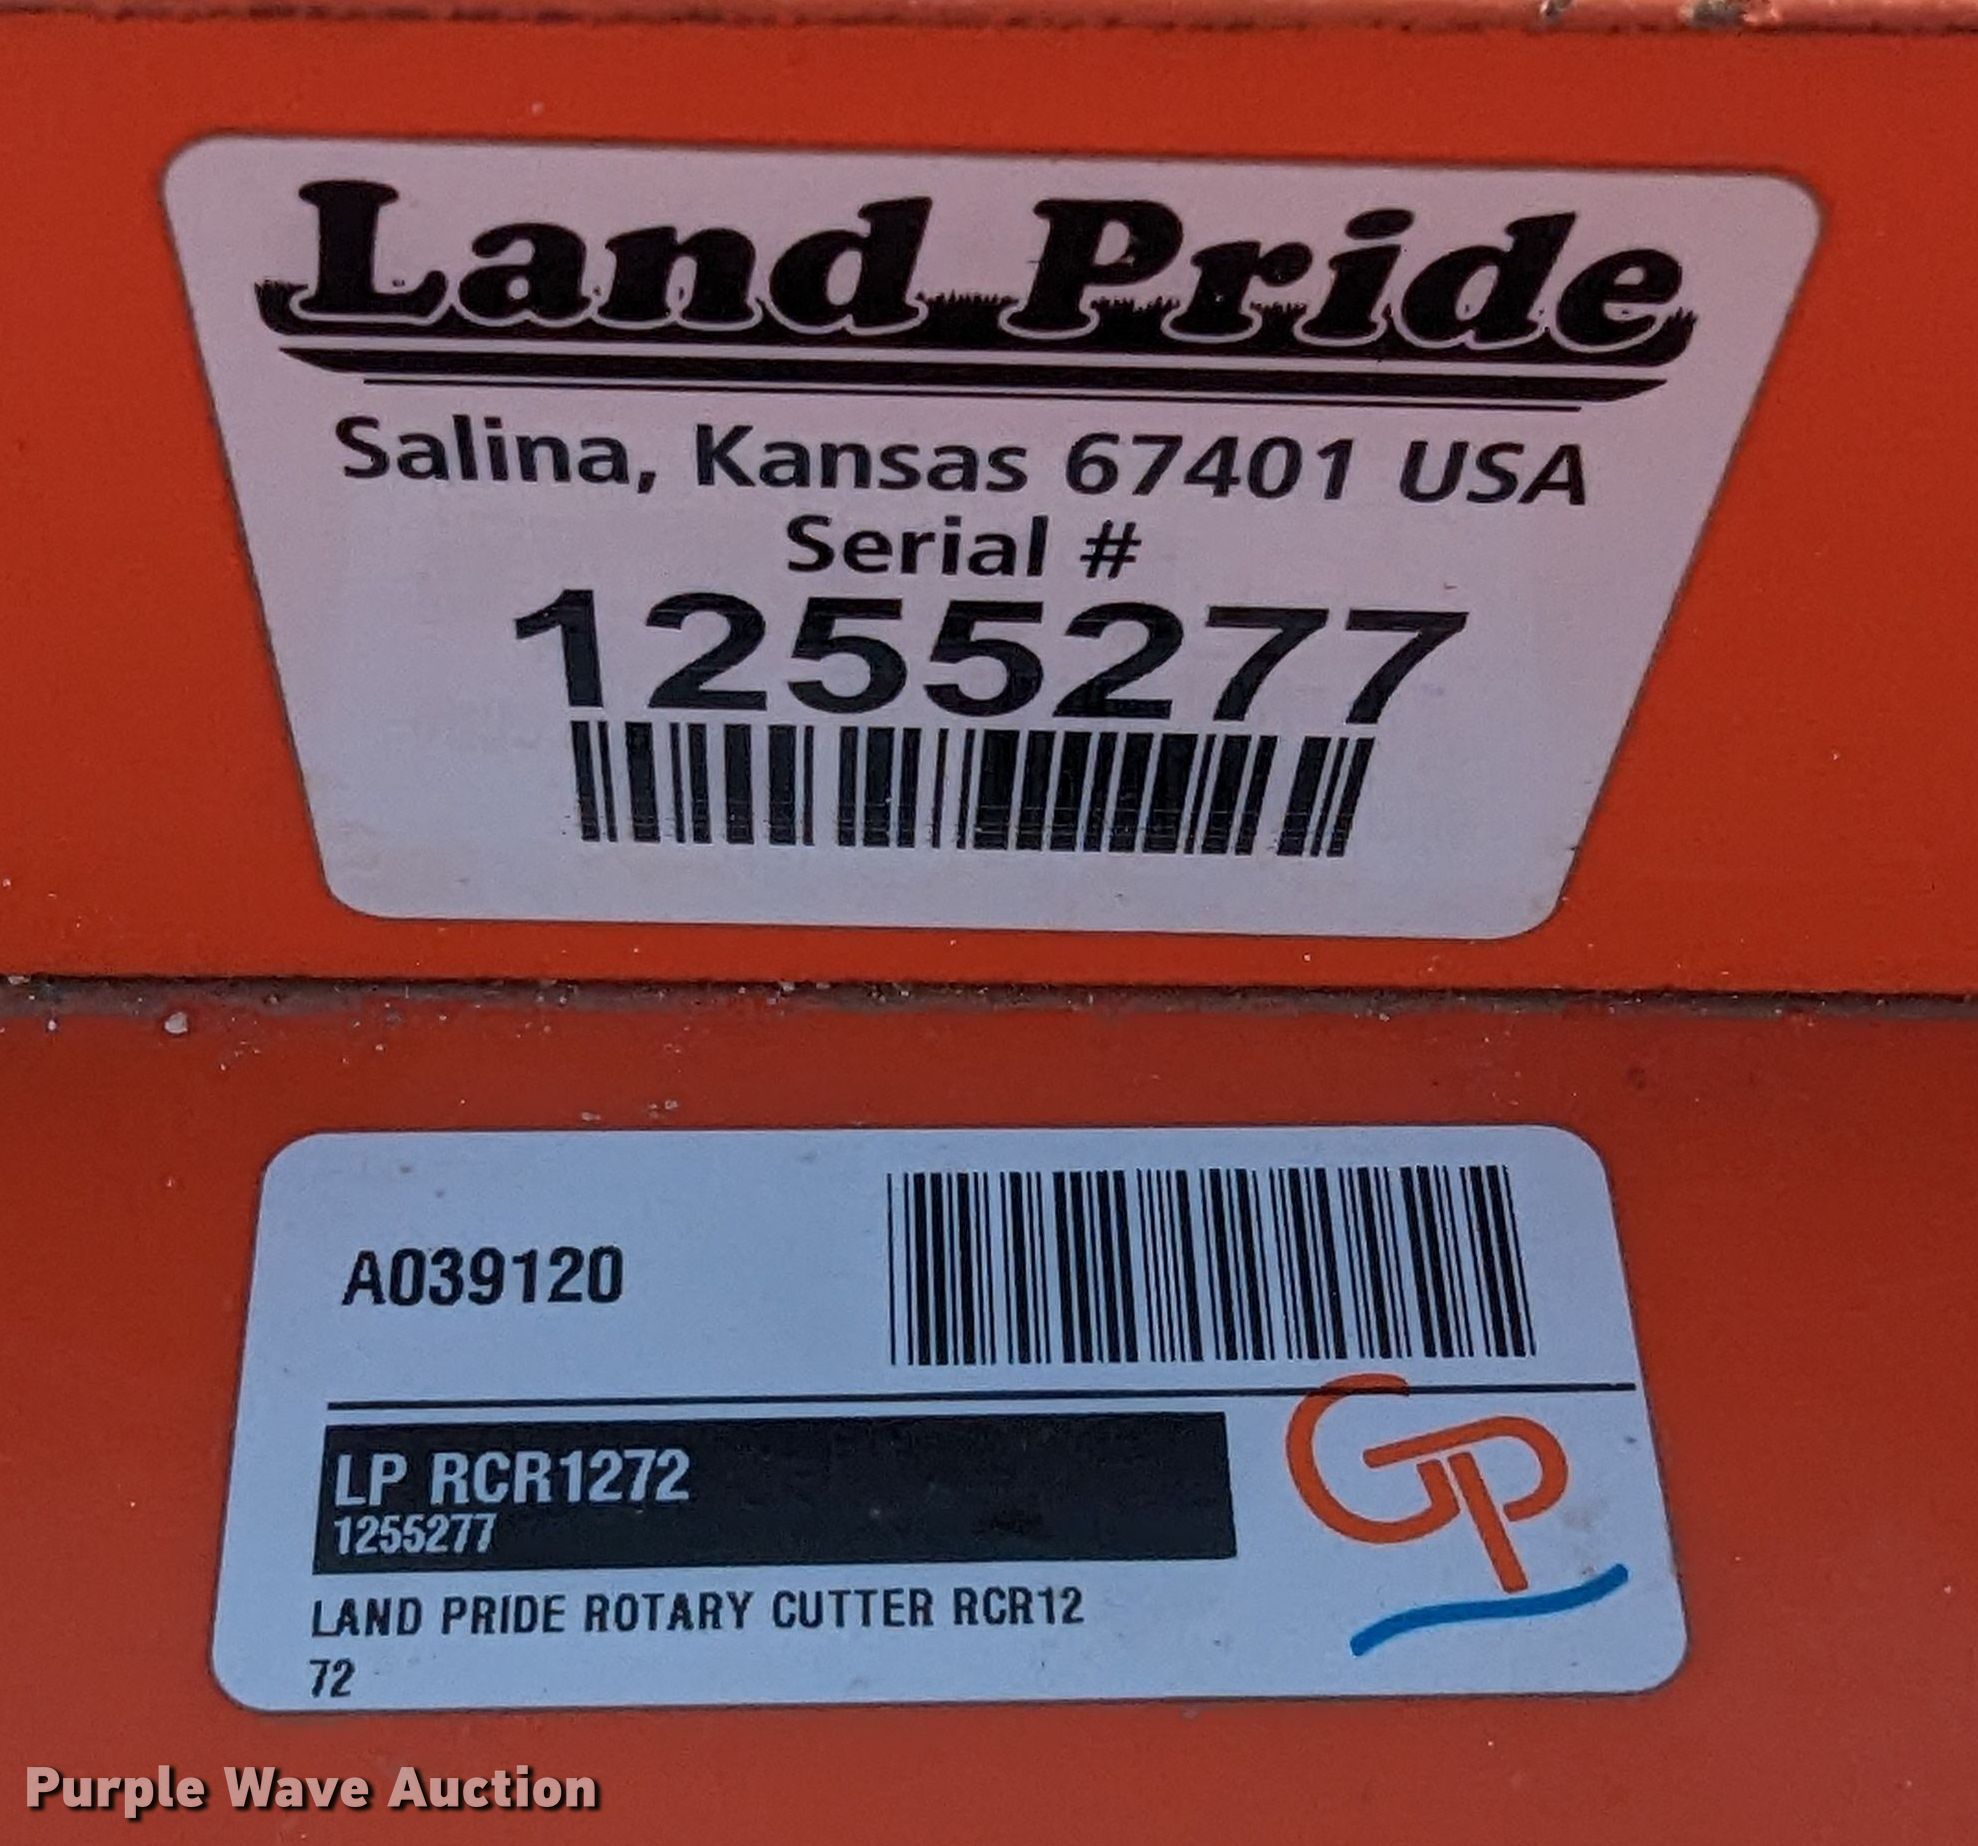 Land Pride
Salina, Kansas 67401 USA
Serial #
1255277
A039120
LP RCR1272
1255277
GP
LAND PRIDE ROTARY CUTTER RCR12
72
Purple Wave Auction